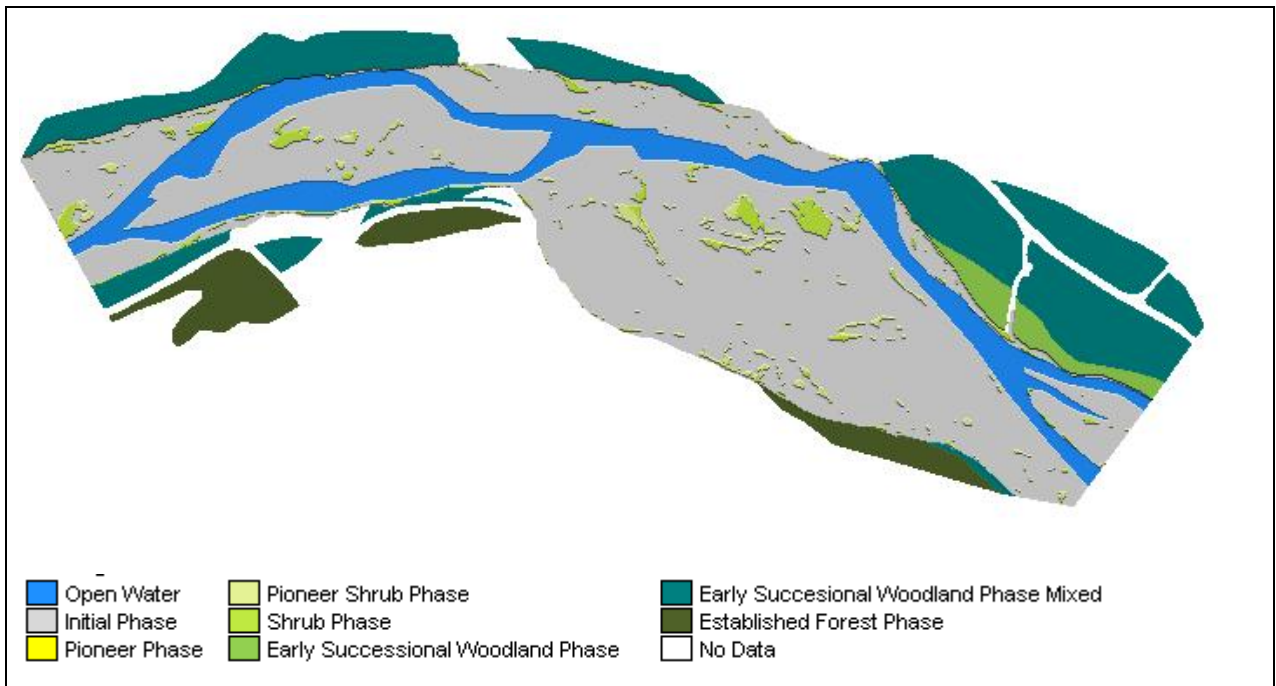 Open Water
Initial Phase
Pioneer Phase
Pioneer Shrub Phase
Shrub Phase
Early Successional Woodland Phase
Early Succesional Woodland Phase Mixed
Established Forest Phase
No Data